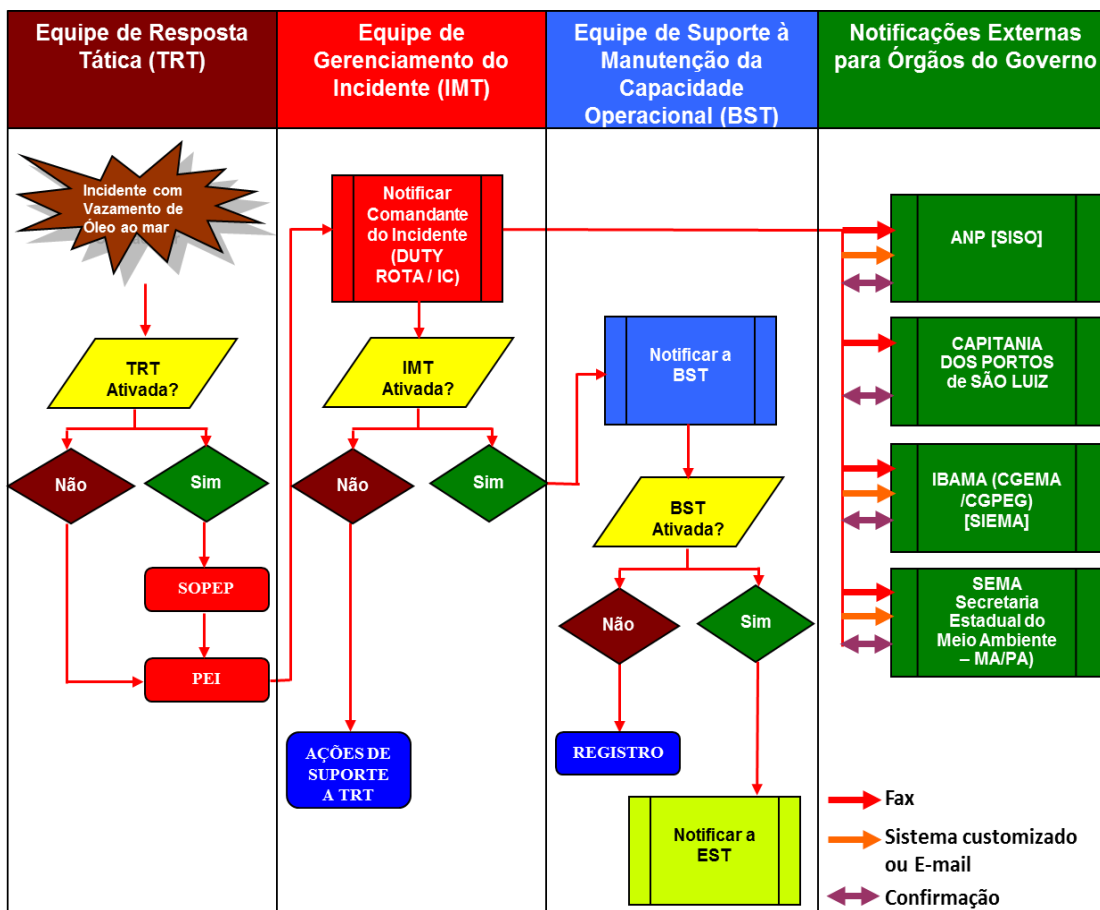 Equipe de Resposta
Tática (TRT)
Equipe de
Gerenciamento do
Incidente (IMT)
Equipe de Suporte à
Manutenção da
Capacidade
Operacional (BST)
Notificações Externas
para Órgãos do Governo
Incidente com
Vazamento de
Óleo ao mar
TRT
Ativada?
Não
Sim
SOPEP
PEI
Notificar
Comandante
do Incidente
(DUTY
ROTA / IC)
IMT
Ativada?
Não
Sim
AÇÕES DE
SUPORTE
A TRT
Notificar a
BST
BST
Ativada?
Não
Sim
REGISTRO
Notificar a
EST
ANP [SISO]
CAPITANIA
DOS PORTOS
de SÃO LUIZ
IBAMA (CGEMA
/CGPEG)
[SIEMA]
SEMA
Secretaria
Estadual do
Meio Ambiente
– MA/PA)
Fax
Sistema customizado
ou E-mail
Confirmação